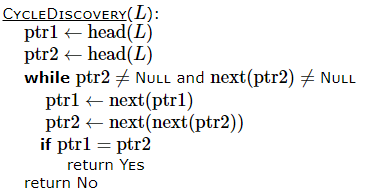 CYCLEDISCOVERY(L):
ptr1 ← head(L)
ptr2 ← head(L)
while ptr2 ≠ NULL and next(ptr2) ≠ NULL
ptr1 ← next(ptr1)
ptr2 ← next(next(ptr2))
if ptr1 = ptr2
return YES
return NO